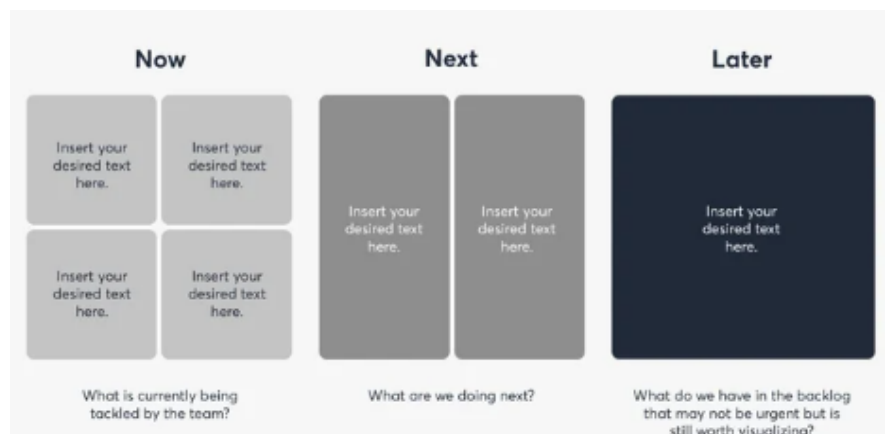 Now
Next
Later
Insert your
desired text
here.
Insert your
desired text
here.
Insert your
desired text
here.
Insert your
desired text
here.
Insert your
desired text
here.
Insert your
desired text
here.
Insert your
desired text
here.
What is currently being
tackled by the team?
What are we doing next?
What do we have in the backlog
that may not be urgent but is
still worth visualizing?